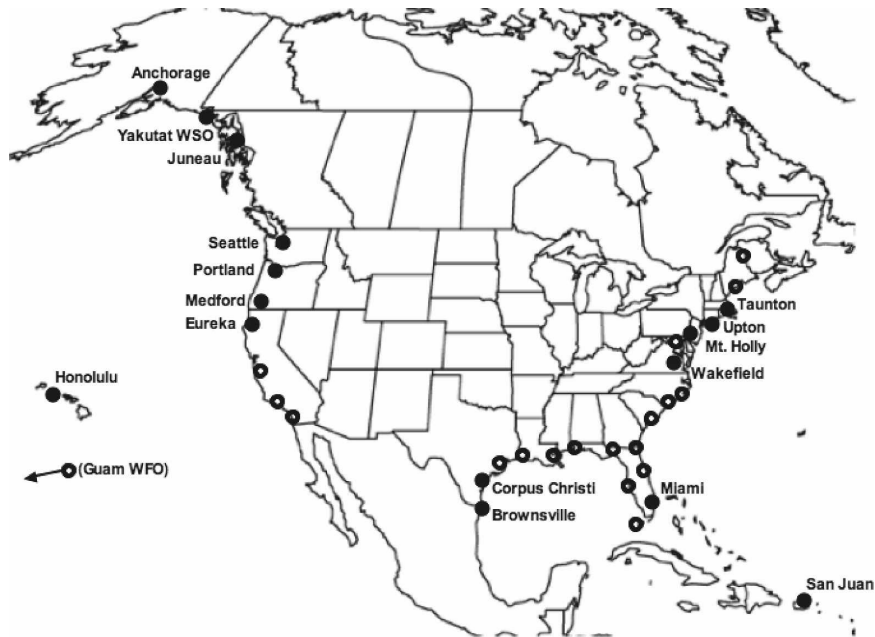 Anchorage
Yakutat WSO
Juneau
Seattle
Portland
Medford
Eureka
Taunton
Upton
Mt. Holly
Wakefield
Honolulu
(Guam WFO)
Corpus Christi
Miami
Brownsville
San Juan